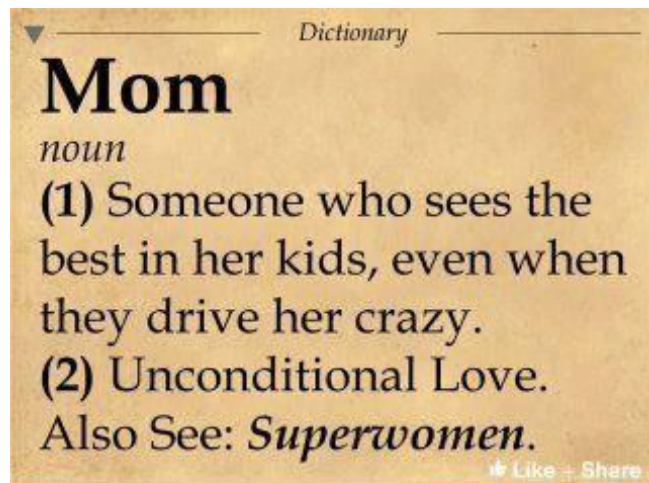 Dictionary
Mom
noun
(1) Someone who sees the
best in her kids, even when
they drive her crazy.
(2) Unconditional Love.
Also See: Superwomen.
Like + Share